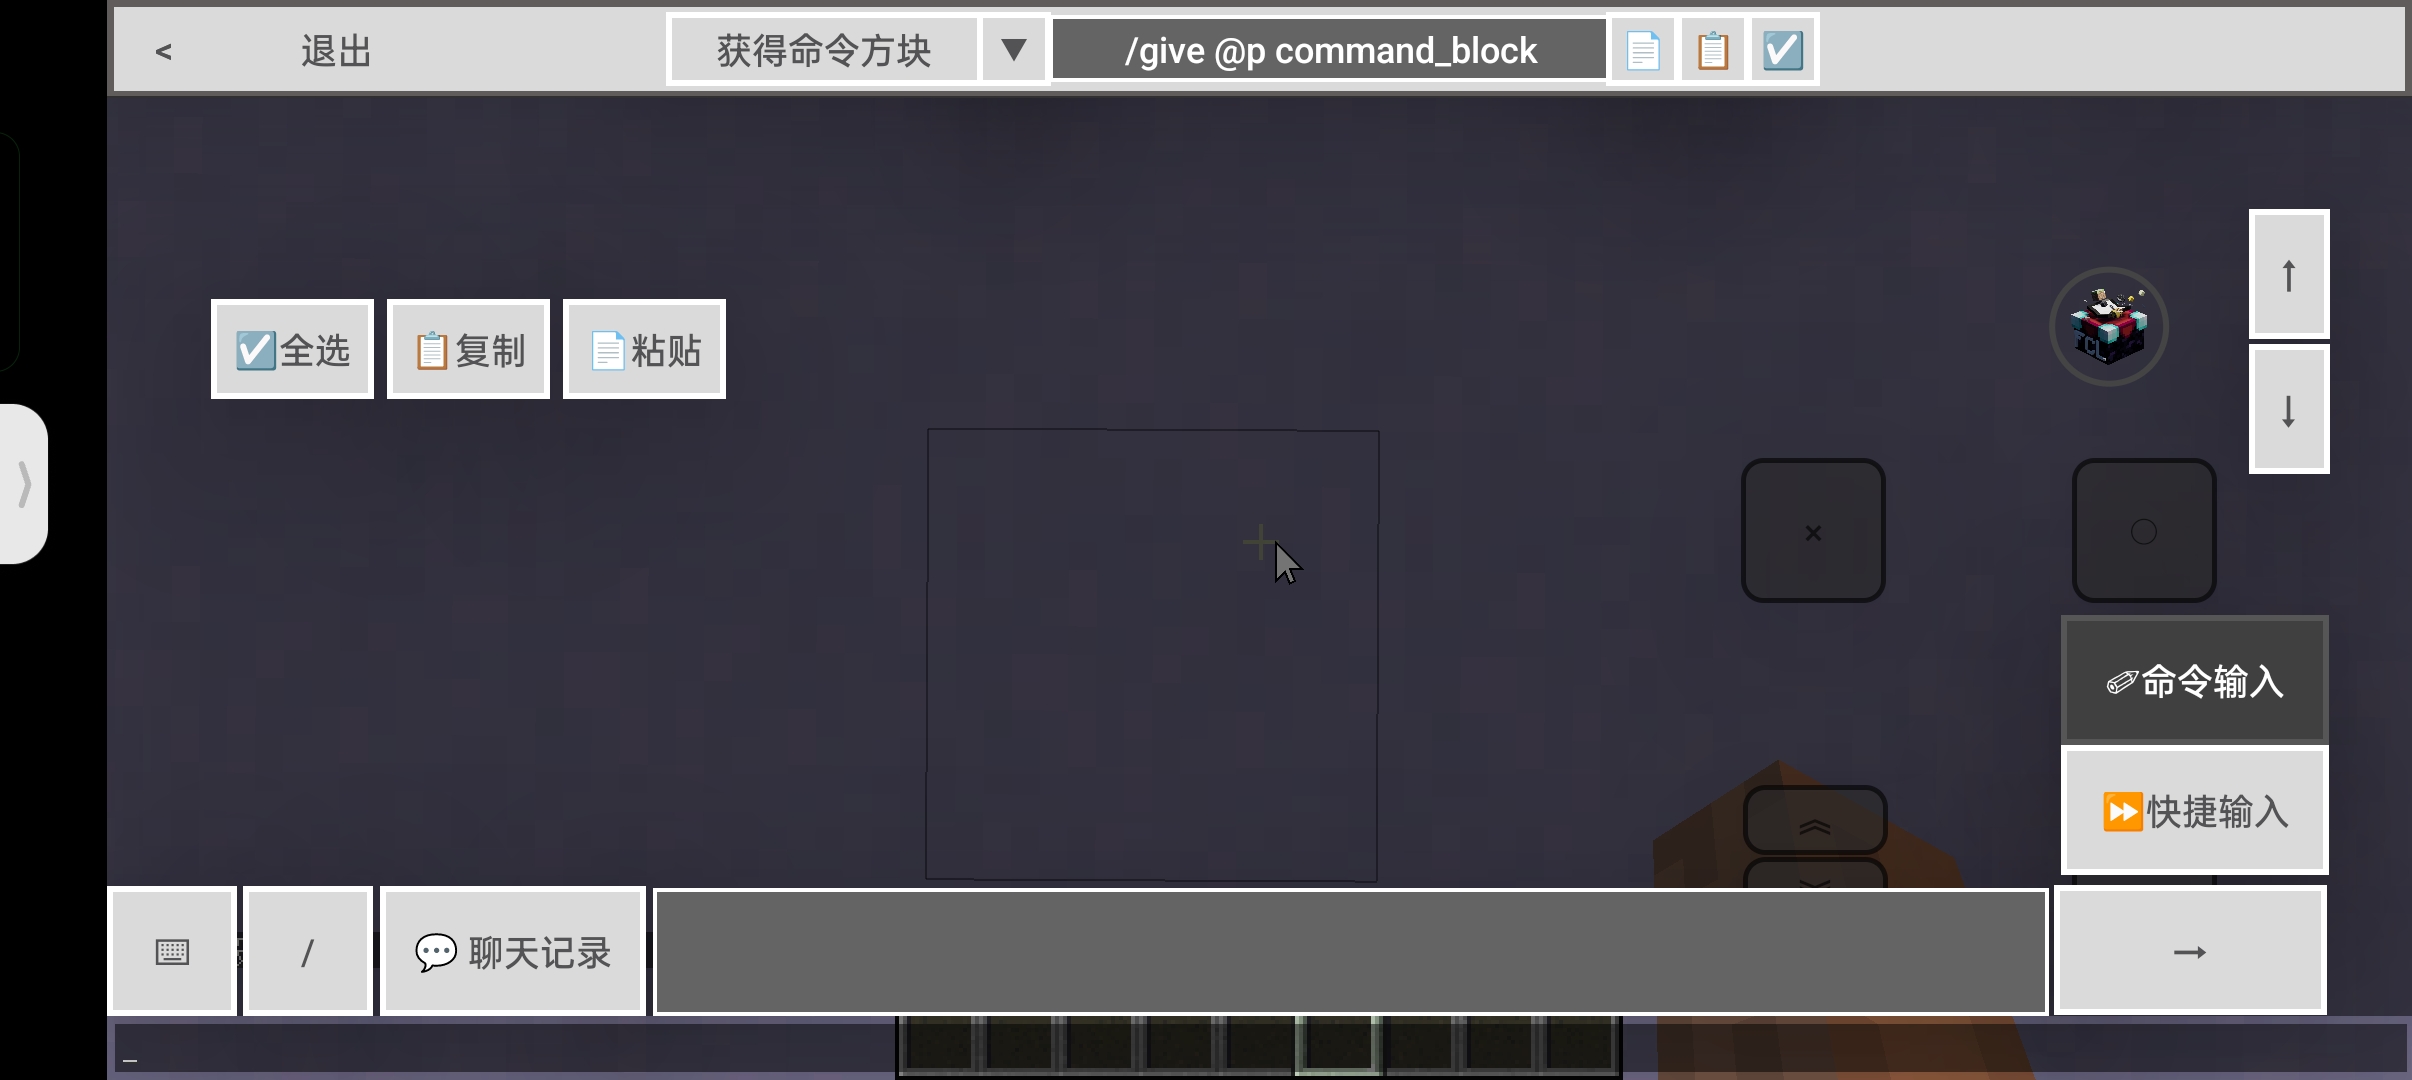 < 退出 获得命令方块 ▼ /give @p command_block 📄 📋 ☑️
↑
☑️全选 📋复制 📄粘贴
FCL
↓
× ○
✐命令输入
⏩快捷输入
⌨ / 💬 聊天记录 →
_